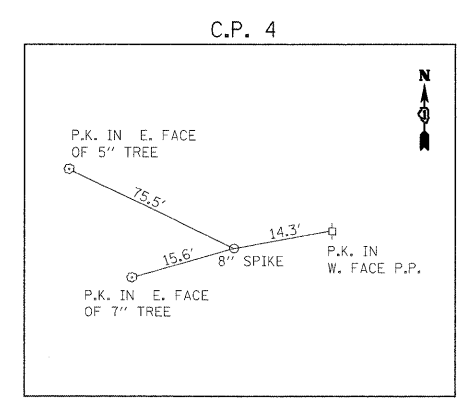 C.P. 4
N
P.K. IN E. FACE
OF 5" TREE
75.5'
14.3'
15.6'
8" SPIKE
P.K. IN
W. FACE P.P.
P.K. IN E. FACE
OF 7" TREE